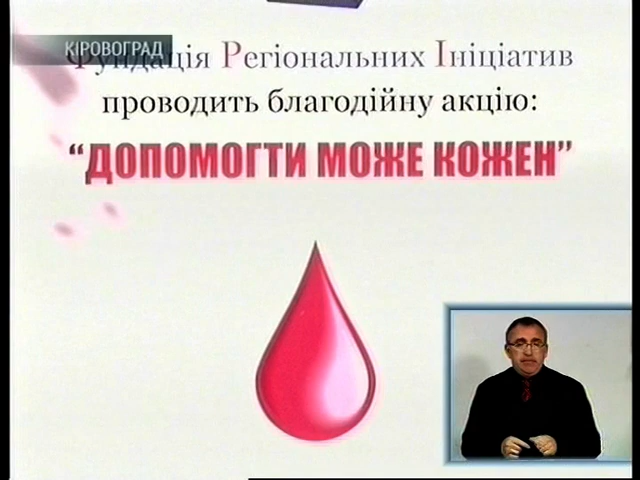 КІРОВОГРАД
Фундація Регіональних Ініціатив
проводить благодійну акцію:
“ДОПОМОГТИ МОЖЕ КОЖЕН”